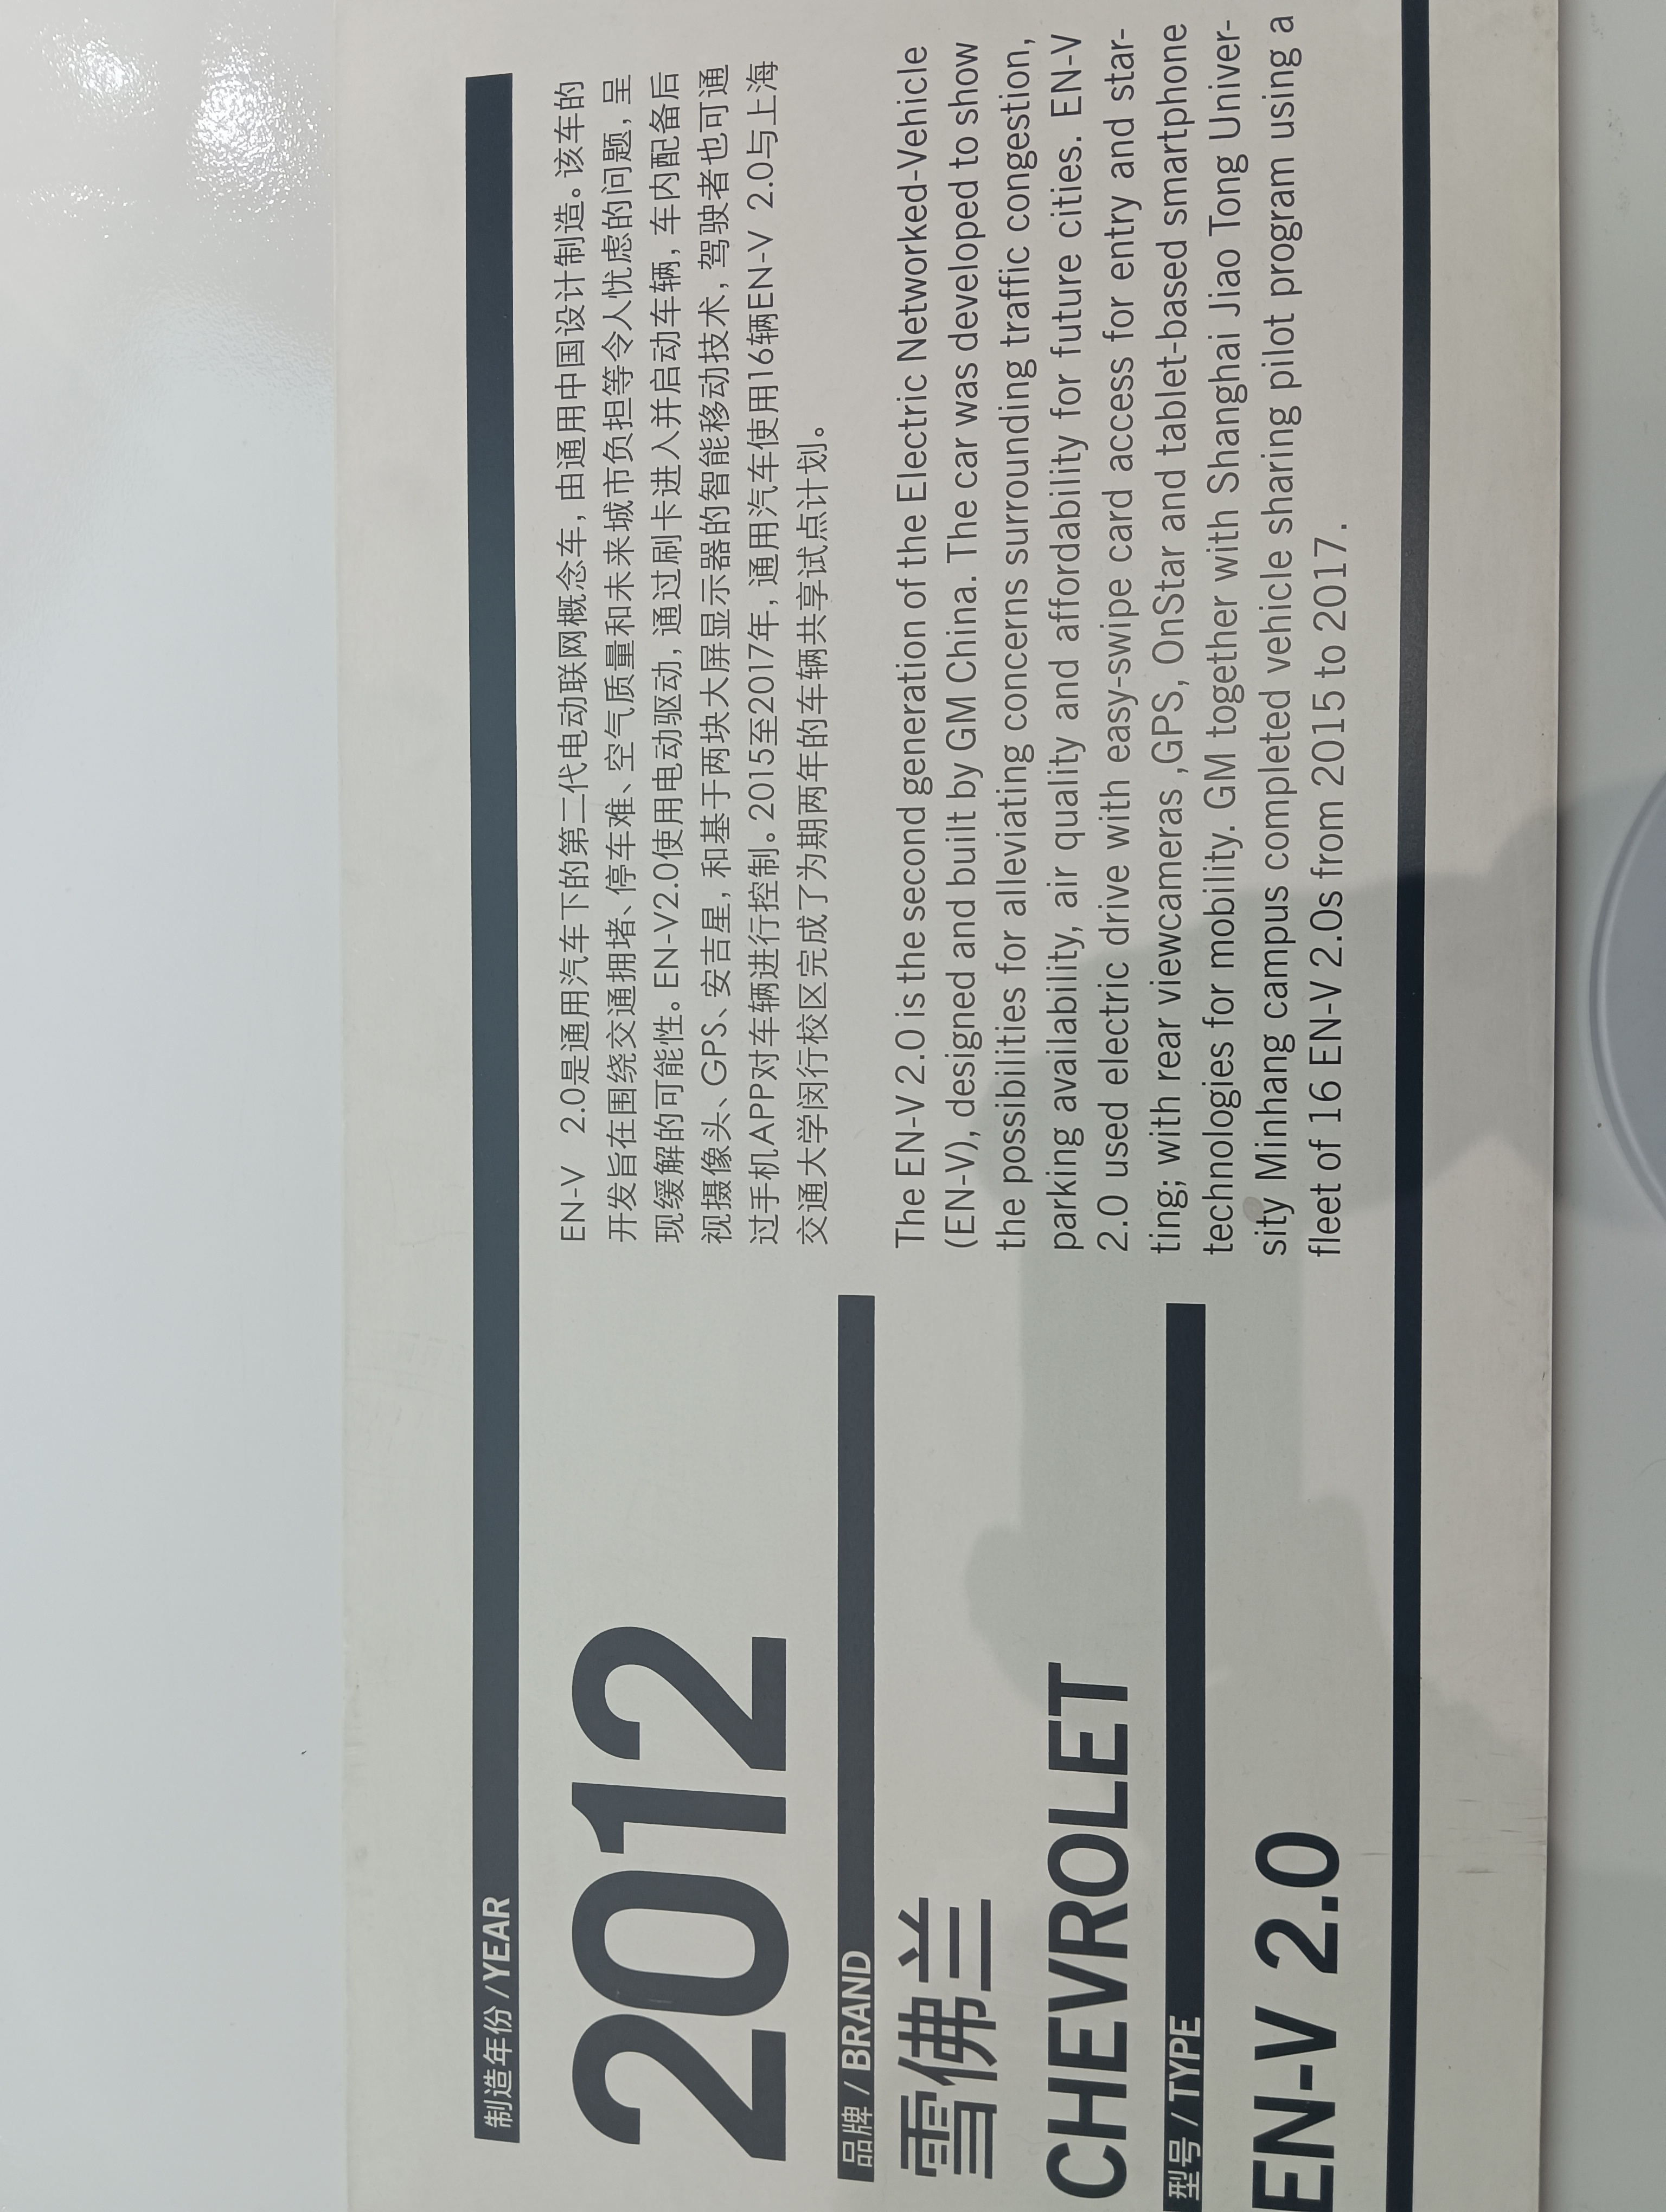 制造年份 / YEAR
2012
品牌 / BRAND
雪佛兰
CHEVROLET
型号 / TYPE
EN-V 2.0
EN-V 2.0是通用汽车下的第二代电动联网概念车，由通用中国设计制造。该车的
开发旨在围绕交通拥堵、停车难、空气质量和未来城市负担等令人忧虑的问题，呈
现缓解的可能性。EN-V2.0使用电动驱动，通过刷卡进入并启动车辆，车内配备后
视摄像头、GPS、安吉星，和基于两块大屏显示器的智能移动技术，驾驶者也可通
过手机APP对车辆进行控制。2015至2017年，通用汽车使用16辆EN-V 2.0与上海
交通大学闵行校区完成了为期两年的车辆共享试点计划。
The EN-V 2.0 is the second generation of the Electric Networked-Vehicle
(EN-V), designed and built by GM China. The car was developed to show
the possibilities for alleviating concerns surrounding traffic congestion,
parking availability, air quality and affordability for future cities. EN-V
2.0 used electric drive with easy-swipe card access for entry and star-
ting; with rear viewcameras ,GPS, OnStar and tablet-based smartphone
technologies for mobility. GM together with Shanghai Jiao Tong Univer-
sity Minhang campus completed vehicle sharing pilot program using a
fleet of 16 EN-V 2.0s from 2015 to 2017.